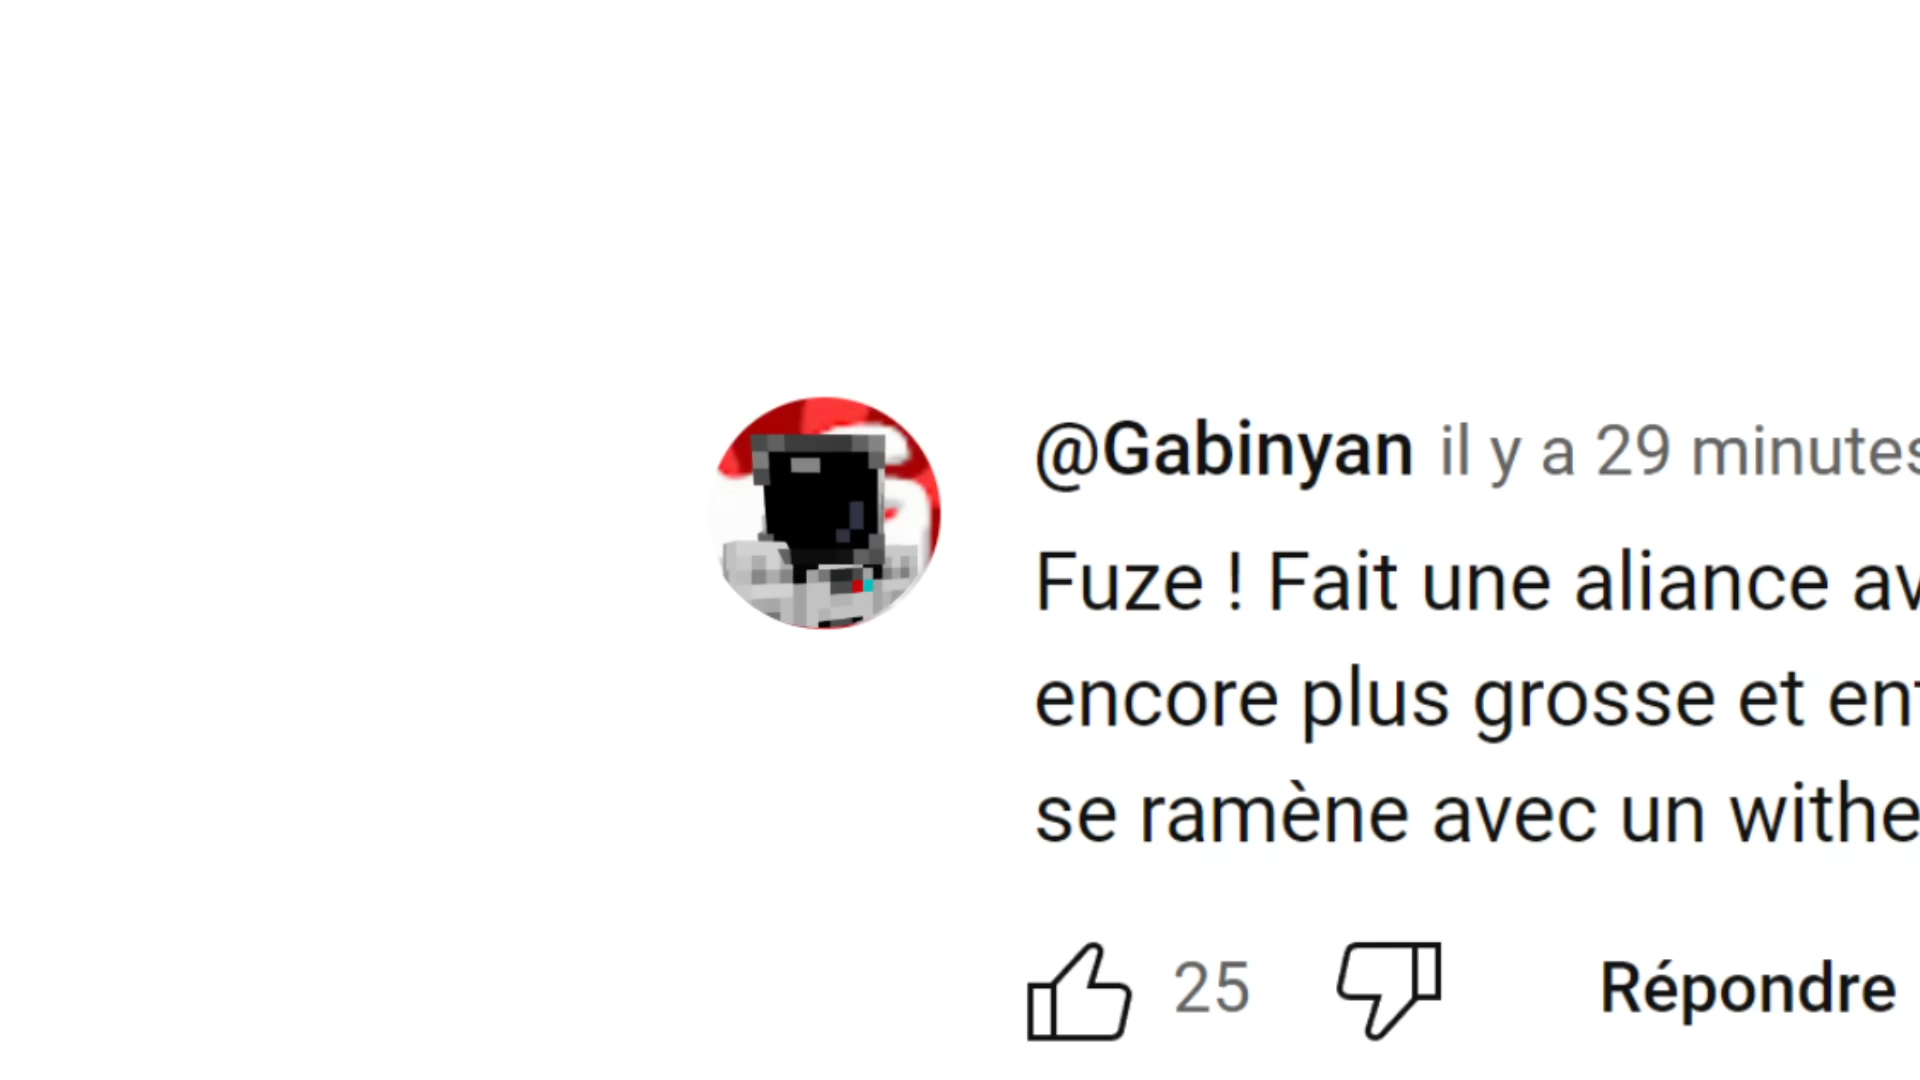 @Gabinyan il y a 29 minutes
Fuze ! Fait une aliance
encore plus grosse et
se ramène avec un
25 Répondre